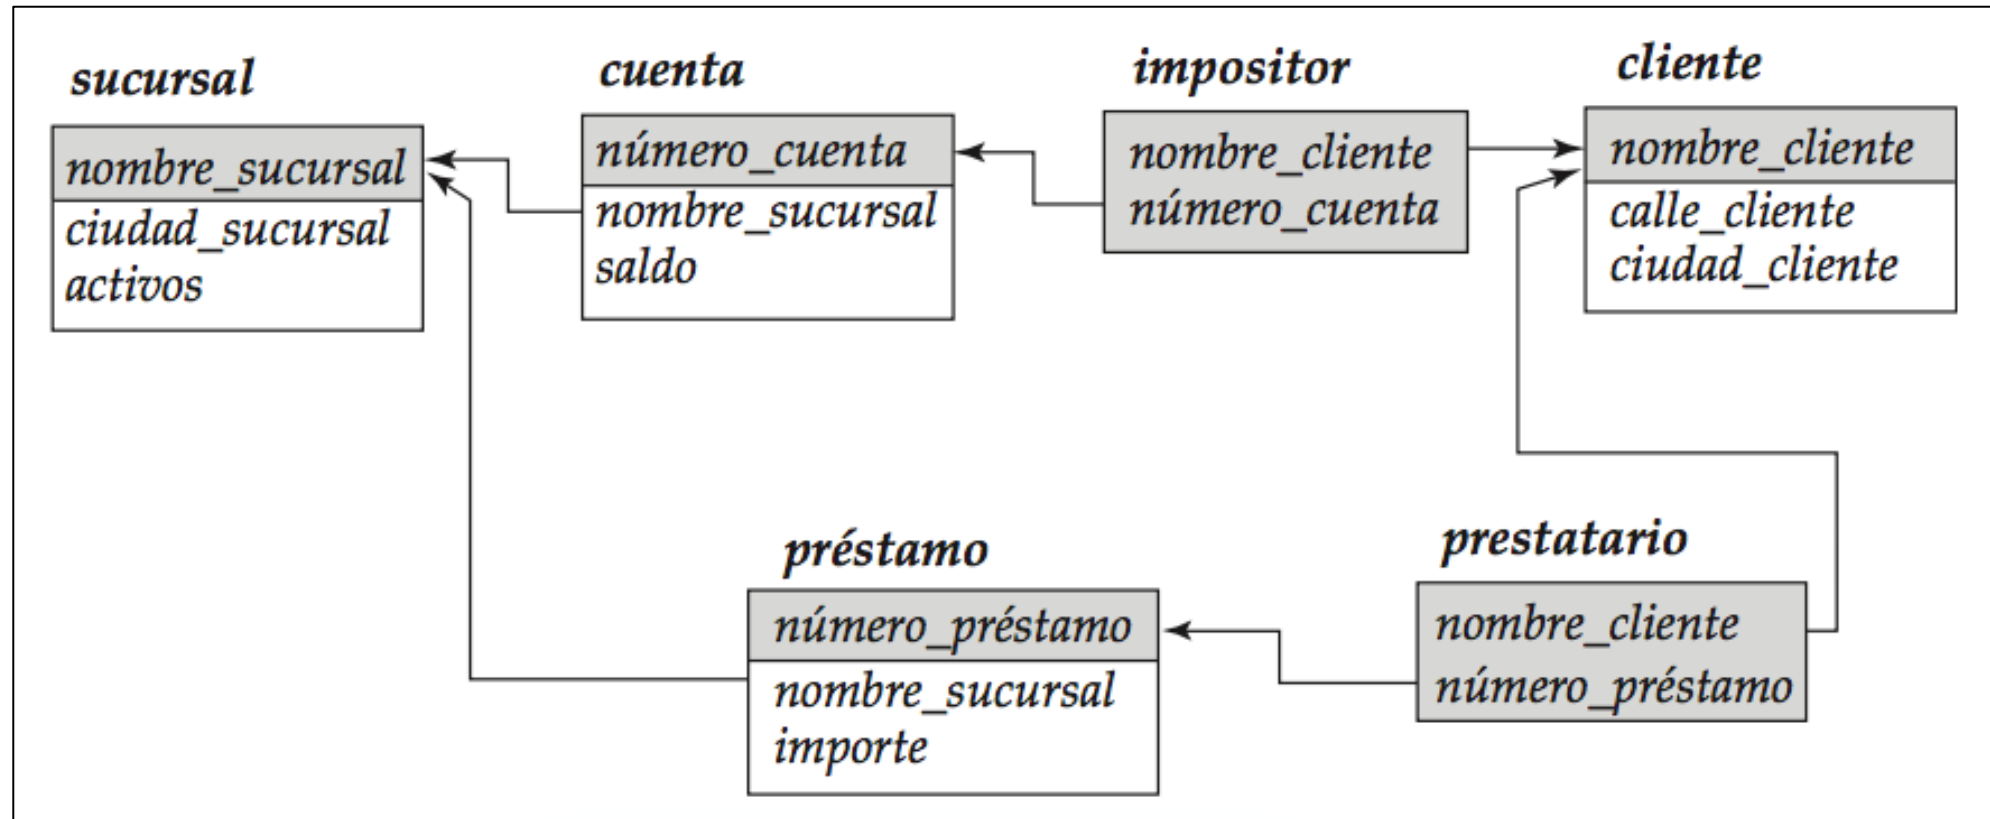 sucursal
nombre_sucursal
ciudad_sucursal
activos
cuenta
número_cuenta
nombre_sucursal
saldo
impositor
nombre_cliente
número_cuenta
cliente
nombre_cliente
calle_cliente
ciudad_cliente
préstamo
número_préstamo
nombre_sucursal
importe
prestatario
nombre_cliente
número_préstamo